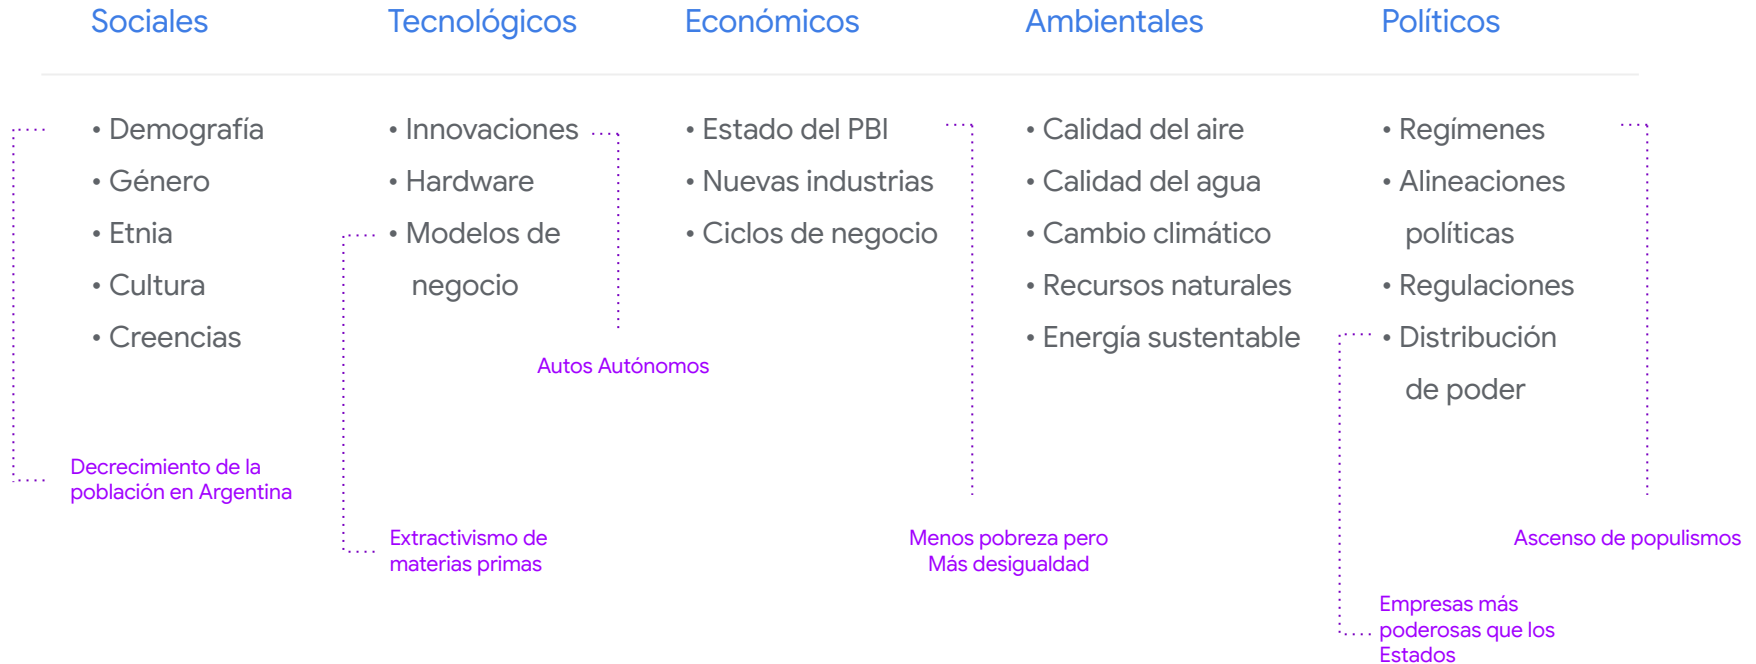 Sociales
Tecnológicos
Económicos
Ambientales
Políticos
• Demografía
• Género
• Etnia
• Cultura
• Creencias
Decrecimiento de la
población en Argentina
• Innovaciones
• Hardware
• Modelos de
negocio
Autos Autónomos
Extractivismo de
materias primas
• Estado del PBI
• Nuevas industrias
• Ciclos de negocio
Menos pobreza pero
Más desigualdad
• Calidad del aire
• Calidad del agua
• Cambio climático
• Recursos naturales
• Energía sustentable
• Regímenes
• Alineaciones
políticas
• Regulaciones
• Distribución
de poder
Ascenso de populismos
Empresas más
poderosas que los
Estados